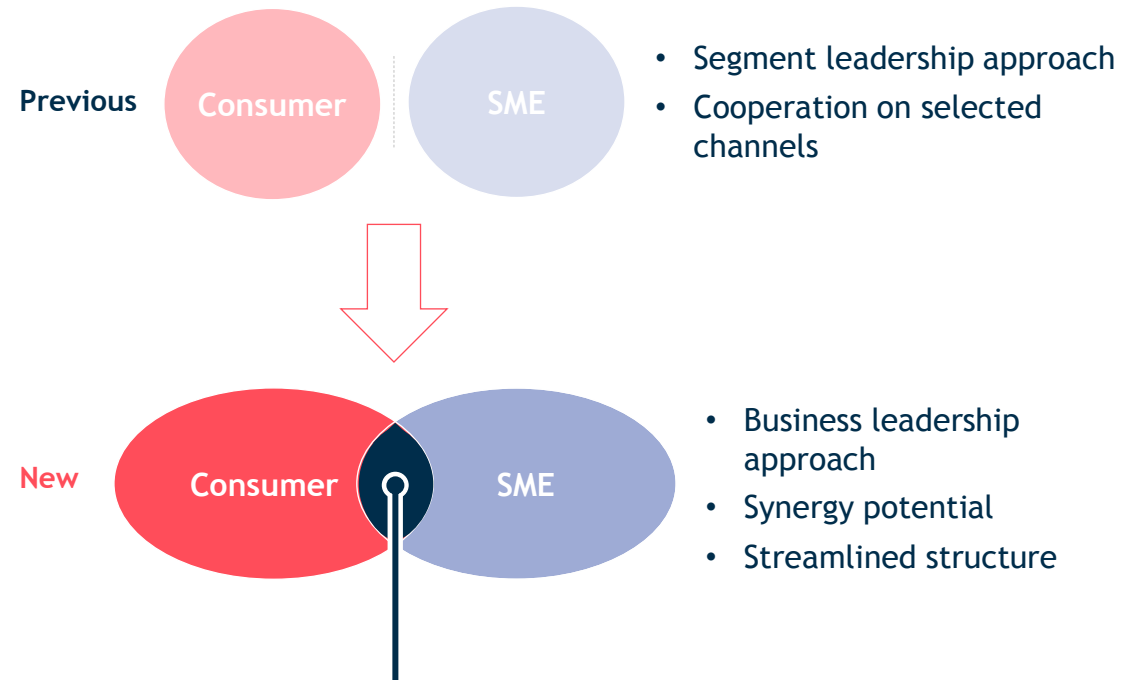 Previous
Consumer
SME
• Segment leadership approach
• Cooperation on selected
channels
New
Consumer
SME
• Business leadership
approach
• Synergy potential
• Streamlined structure